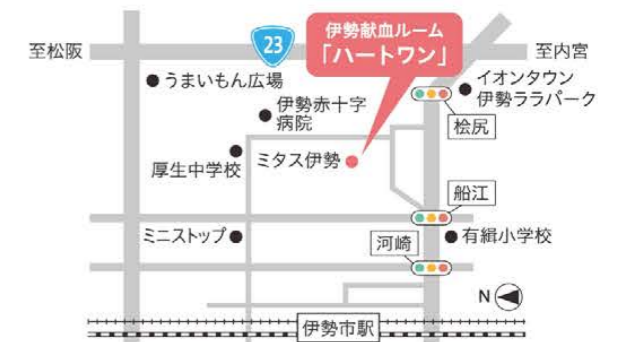 23
伊勢献血ルーム
「ハートワン」
至松阪
至内宮
うまいもん広場
イオンタウン
伊勢ララパーク
伊勢赤十字
病院
桧尻
厚生中学校
ミタス伊勢
船江
ミニストップ
河崎
有緝小学校
N
伊勢市駅